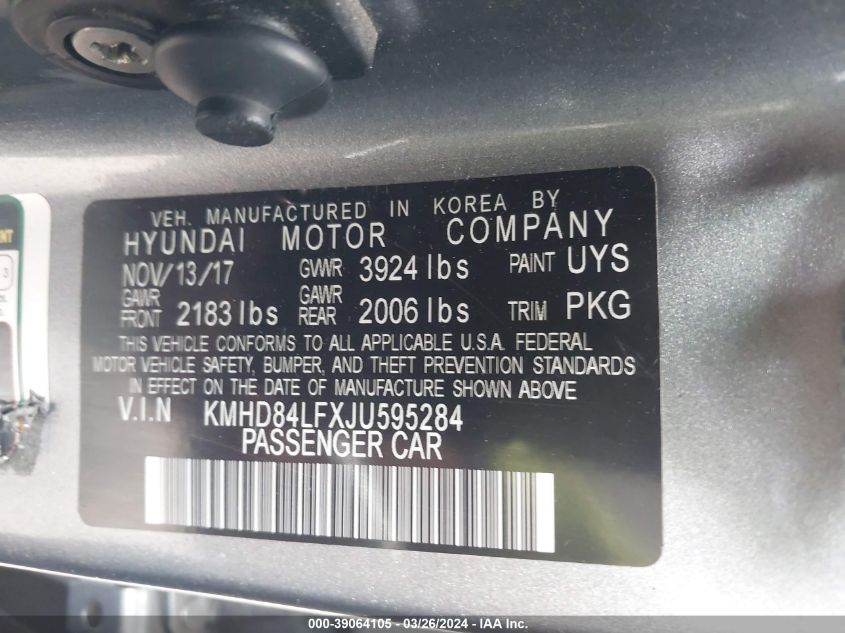 VEH. MANUFACTURED IN KOREA BY
HYUNDAI MOTOR COMPANY
NOV/13/17 GVWR 3924 lbs PAINT UYS
GAWR FRONT 2183 lbs GAWR REAR 2006 lbs TRIM PKG
THIS VEHICLE CONFORMS TO ALL APPLICABLE U.S.A. FEDERAL
MOTOR VEHICLE SAFETY, BUMPER, AND THEFT PREVENTION STANDARDS
IN EFFECT ON THE DATE OF MANUFACTURE SHOWN ABOVE
V.I.N KMHD84LFXJU595284
PASSENGER CAR
3
000-39064105 - 03/26/2024 - IAA Inc.